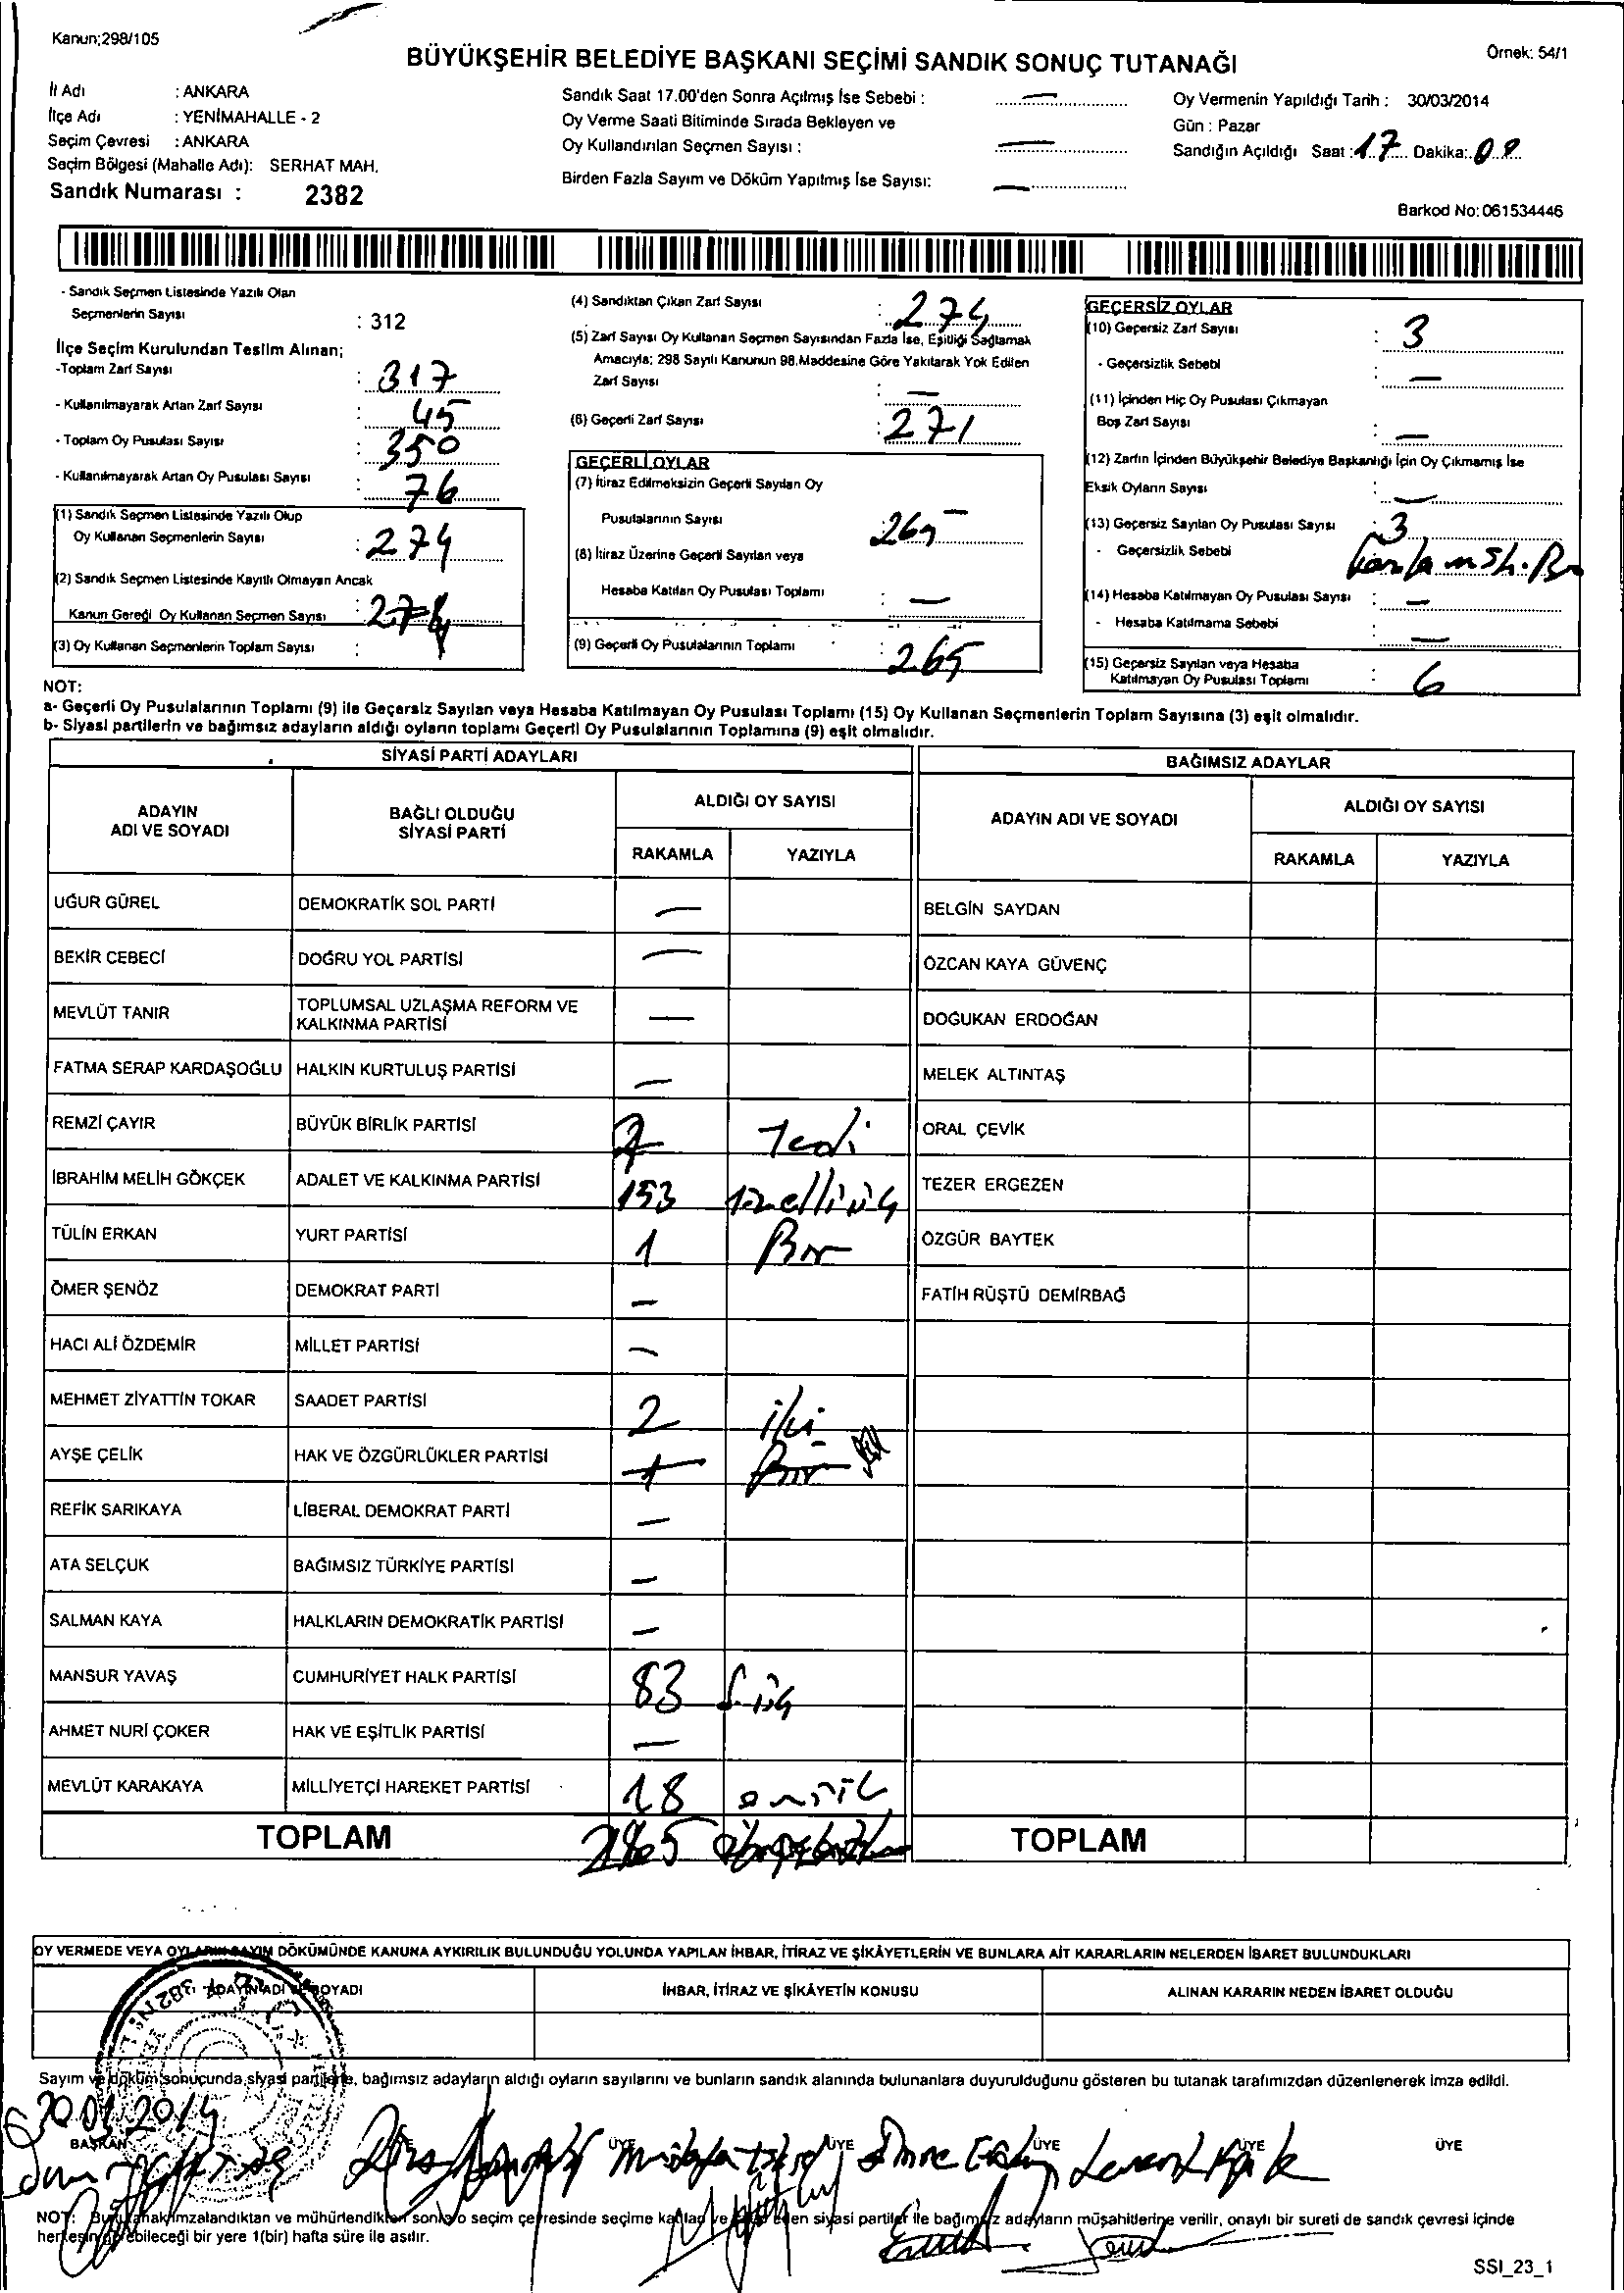 Kanun;298/105
BÜYÜKŞEHİR BELEDİYE BAŞKANI SEÇİMİ SANDIK SONUÇ TUTANAĞI
Örnek: 54/1
İl Adı : ANKARA
İlçe Adı : YENİMAHALLE - 2
Seçim Çevresi : ANKARA
Seçim Bölgesi (Mahalle Adı): SERHAT MAH.
Sandık Numarası : 2382
Sandık Saat 17.00'den Sonra Açılmış İse Sebebi : —
Oy Verme Saati Bitiminde Sırada Bekleyen ve
Oy Kullandırılan Seçmen Sayısı : —
Birden Fazla Sayım ve Döküm Yapılmış İse Sayısı: —
Oy Vermenin Yapıldığı Tarih : 30/03/2014
Gün : Pazar
Sandığın Açıldığı Saat : 17 Dakika:
Barkod No: 061534446
- Sandık Seçmen Listesinde Yazılı Olan
Seçmenlerin Sayısı : 312
İlçe Seçim Kurulundan Teslim Alınan;
-Toplam Zarf Sayısı : 317
- Kullanılmayarak Artan Zarf Sayısı : 45
- Toplam Oy Pusulası Sayısı : 350
- Kullanılmayarak Artan Oy Pusulası Sayısı : 76
(1) Sandık Seçmen Listesinde Yazılı Olup
Oy Kullanan Seçmenlerin Sayısı : 274
(2) Sandık Seçmen Listesinde Kayıtlı Olmayan Ancak
Kanun Gereği Oy Kullanan Seçmen Sayısı : 274
(3) Oy Kullanan Seçmenlerin Toplam Sayısı :
(4) Sandıktan Çıkan Zarf Sayısı : 274
(5) Zarf Sayısı Oy Kullanan Seçmen Sayısından Fazla İse, Eşitliği Sağlamak
Amacıyla; 298 Sayılı Kanunun 98.Maddesine Göre Yakılarak Yok Edilen
Zarf Sayısı : —
(6) Geçerli Zarf Sayısı : 271
GEÇERLİ OYLAR
(7) İtiraz Edilmeksizin Geçerli Sayılan Oy
Pusulalarının Sayısı : 265
(8) İtiraz Üzerine Geçerli Sayılan veya
Hesaba Katılan Oy Pusulası Toplamı : —
(9) Geçerli Oy Pusulalarının Toplamı : 265
GEÇERSİZ OYLAR
(10) Geçersiz Zarf Sayısı : 3
- Geçersizlik Sebebi : —
(11) İçinden Hiç Oy Pusulası Çıkmayan
Boş Zarf Sayısı : —
(12) Zarfın İçinden Büyükşehir Belediye Başkanlığı İçin Oy Çıkmamış İse
Eksik Oyların Sayısı : —
(13) Geçersiz Sayılan Oy Pusulası Sayısı : 3
- Geçersizlik Sebebi
(14) Hesaba Katılmayan Oy Pusulası Sayısı : —
- Hesaba Katılmama Sebebi : —
(15) Geçersiz Sayılan veya Hesaba
Katılmayan Oy Pusulası Toplamı : 6
NOT:
a- Geçerli Oy Pusulalarının Toplamı (9) ile Geçersiz Sayılan veya Hesaba Katılmayan Oy Pusulası Toplamı (15) Oy Kullanan Seçmenlerin Toplam Sayısına (3) eşit olmalıdır.
b- Siyasi partilerin ve bağımsız adayların aldığı oyların toplamı Geçerli Oy Pusulalarının Toplamına (9) eşit olmalıdır.
SİYASİ PARTİ ADAYLARI
BAĞIMSIZ ADAYLAR
ADAYIN ADI VE SOYADI
BAĞLI OLDUĞU SİYASİ PARTİ
ALDIĞI OY SAYISI
RAKAMLA YAZIYLA
ADAYIN ADI VE SOYADI
ALDIĞI OY SAYISI
RAKAMLA YAZIYLA
UĞUR GÜREL DEMOKRATİK SOL PARTİ — BELGİN SAYDAN
BEKİR CEBECİ DOĞRU YOL PARTİSİ — ÖZCAN KAYA GÜVENÇ
MEVLÜT TANIR TOPLUMSAL UZLAŞMA REFORM VE KALKINMA PARTİSİ — DOĞUKAN ERDOĞAN
FATMA SERAP KARDAŞOĞLU HALKIN KURTULUŞ PARTİSİ — MELEK ALTINTAŞ
REMZİ ÇAYIR BÜYÜK BİRLİK PARTİSİ 7 Yedi ORAL ÇEVİK
İBRAHİM MELİH GÖKÇEK ADALET VE KALKINMA PARTİSİ 153 yüzelliüç TEZER ERGEZEN
TÜLİN ERKAN YURT PARTİSİ 1 Bir ÖZGÜR BAYTEK
ÖMER ŞENÖZ DEMOKRAT PARTİ — FATİH RÜŞTÜ DEMİRBAĞ
HACI ALİ ÖZDEMİR MİLLET PARTİSİ —
MEHMET ZİYATTİN TOKAR SAADET PARTİSİ 2 iki
AYŞE ÇELİK HAK VE ÖZGÜRLÜKLER PARTİSİ 1 Bir
REFİK SARIKAYA LİBERAL DEMOKRAT PARTİ —
ATA SELÇUK BAĞIMSIZ TÜRKİYE PARTİSİ —
SALMAN KAYA HALKLARIN DEMOKRATİK PARTİSİ —
MANSUR YAVAŞ CUMHURİYET HALK PARTİSİ 83
AHMET NURİ ÇOKER HAK VE EŞİTLİK PARTİSİ —
MEVLÜT KARAKAYA MİLLİYETÇİ HAREKET PARTİSİ 18
TOPLAM TOPLAM
OY VERMEDE VEYA OYLARIN SAYIM DÖKÜMÜNDE KANUNA AYKIRILIK BULUNDUĞU YOLUNDA YAPILAN İHBAR, İTİRAZ VE ŞİKÂYETLERİN VE BUNLARA AİT KARARLARIN NELERDEN İBARET BULUNDUKLARI
ADAYIN ADI VE SOYADI İHBAR, İTİRAZ VE ŞİKÂYETİN KONUSU ALINAN KARARIN NEDEN İBARET OLDUĞU
Sayım ve döküm sonucunda siyasi partilerle, bağımsız adayların aldığı oyların sayılarını ve bunların sandık alanında bulunanlara duyurulduğunu gösteren bu tutanak tarafımızdan düzenlenerek imza edildi.
BAŞKAN ÜYE ÜYE ÜYE ÜYE ÜYE
NOT: Bu tutanak imzalandıktan ve mühürlendikten sonra o seçim çevresinde seçime katılan ve eden siyasi partiler ile bağımsız adayların müşahitlerine verilir, onaylı bir sureti de sandık çevresi içinde
herkesin görebileceği bir yere 1(bir) hafta süre ile asılır.
SSI_23_1